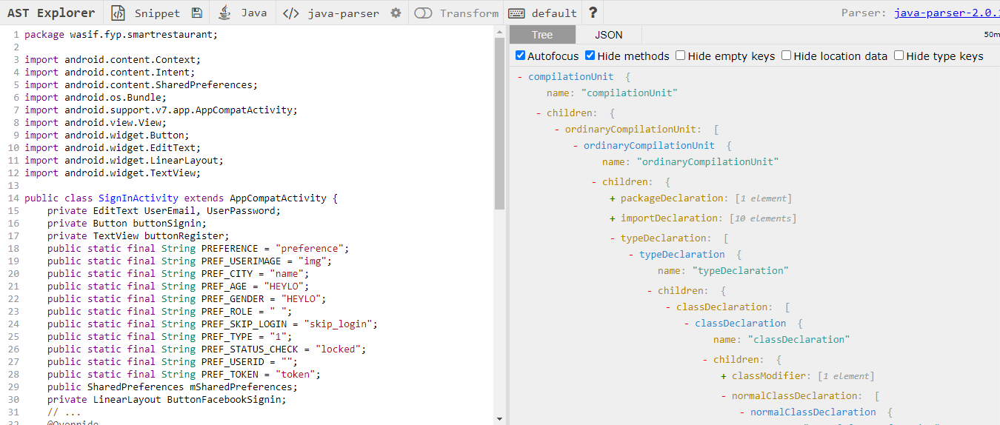 AST Explorer Snippet Java </> java-parser Transform default ? Parser: java-parser-2.0.
Tree JSON 50m
Autofocus Hide methods Hide empty keys Hide location data Hide type keys
1 package wasif.fyp.smartrestaurant;
2
3 import android.content.Context;
4 import android.content.Intent;
5 import android.content.SharedPreferences;
6 import android.os.Bundle;
7 import android.support.v7.app.AppCompatActivity;
8 import android.view.View;
9 import android.widget.Button;
10 import android.widget.EditText;
11 import android.widget.LinearLayout;
12 import android.widget.TextView;
13
14 public class SignInActivity extends AppCompatActivity {
15 private EditText UserEmail, UserPassword;
16 private Button buttonSignin;
17 private TextView buttonRegister;
18 public static final String PREFERENCE = "preference";
19 public static final String PREF_USERIMAGE = "img";
20 public static final String PREF_CITY = "name";
21 public static final String PREF_AGE = "HEYLO";
22 public static final String PREF_GENDER = "HEYLO";
23 public static final String PREF_ROLE = " ";
24 public static final String PREF_SKIP_LOGIN = "skip_login";
25 public static final String PREF_TYPE = "1";
26 public static final String PREF_STATUS_CHECK = "locked";
27 public static final String PREF_USERID = "";
28 public static final String PREF_TOKEN = "token";
29 public SharedPreferences mSharedPreferences;
30 private LinearLayout ButtonFacebookSignin;
31 // ...
32 @Override
- compilationUnit {
name: "compilationUnit"
- children: {
- ordinaryCompilationUnit: [
- ordinaryCompilationUnit {
name: "ordinaryCompilationUnit"
- children: {
+ packageDeclaration: [1 element]
+ importDeclaration: [10 elements]
- typeDeclaration: [
- typeDeclaration {
name: "typeDeclaration"
- children: {
- classDeclaration: [
- classDeclaration {
name: "classDeclaration"
- children: {
+ classModifier: [1 element]
- normalClassDeclaration: [
- normalClassDeclaration {